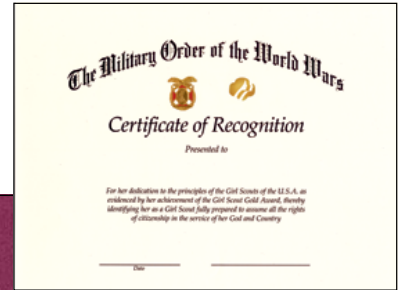 The Military Order of the World Wars
Certificate of Recognition
Presented to
For her dedication to the principles of the Girl Scouts of the U.S.A. as
evidenced by her achievement of the Girl Scout Gold Award, thereby
identifying her as a Girl Scout fully prepared to assume all the rights
of citizenship in the service of her God and Country
Date